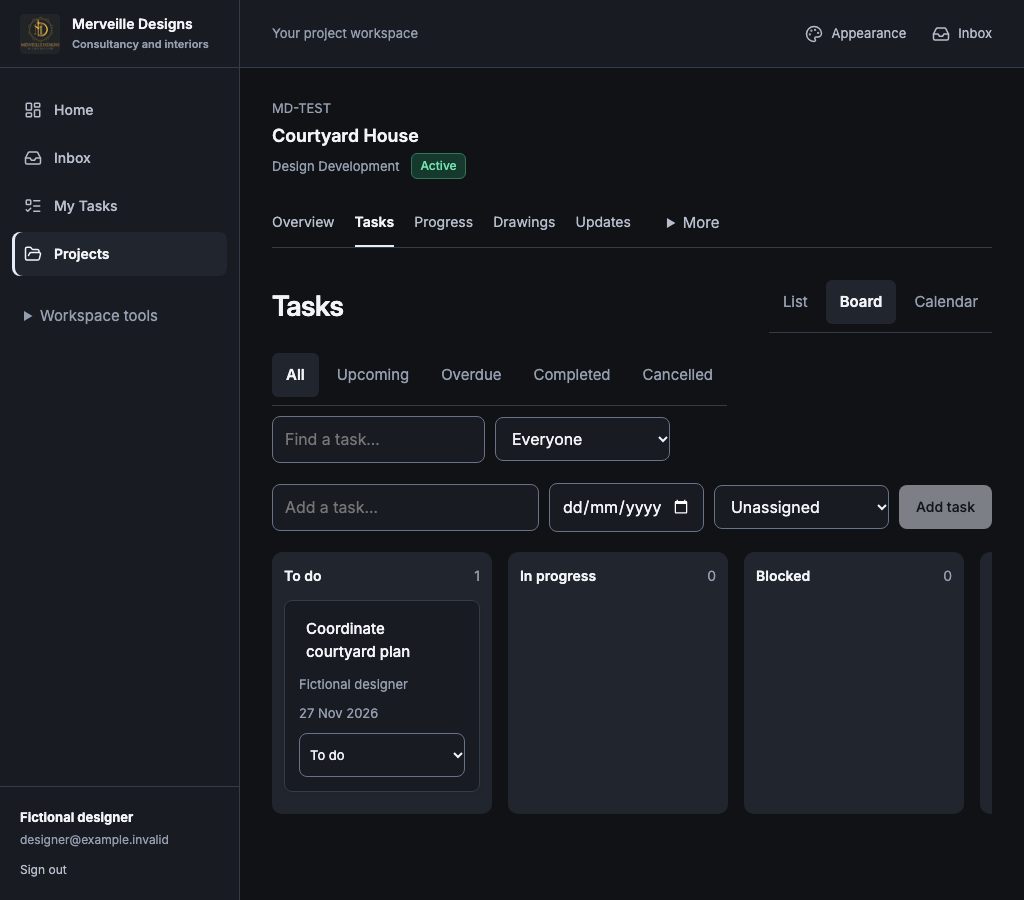 Merveille Designs
Consultancy and interiors
Your project workspace
Appearance
Inbox
Home
Inbox
My Tasks
Projects
Workspace tools
MD-TEST
Courtyard House
Design Development
Active
Overview
Tasks
Progress
Drawings
Updates
More
Tasks
List
Board
Calendar
All
Upcoming
Overdue
Completed
Cancelled
Find a task...
Everyone
Add a task...
dd/mm/yyyy
Unassigned
Add task
To do
1
Coordinate
courtyard plan
Fictional designer
27 Nov 2026
To do
In progress
0
Blocked
0
Fictional designer
designer@example.invalid
Sign out